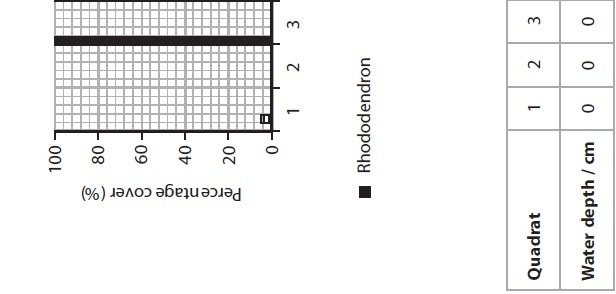 Percentage cover (%)
100
80
60
40
20
0
1 2 3
Rhododendron
Quadrat 1 2 3
Water depth / cm 0 0 0